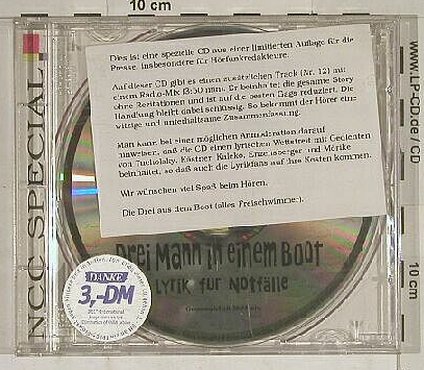 10 cm
Dies ist eine spezielle CD aus einer limitierten Auflage für die
Presse, insbesondere für Hörfunkredakteure.
Auf dieser CD gibt es einen zusätzlichen Track (Nr. 12) mit
einem Radio-Mix (3:50 min). Er beinhaltet die gesamte Story
ohne Rezitationen und ist auf die besten Gags reduziert. Die
Handlung bleibt dabei schlüssig. So bekommt der Hörer eine
witzige und unterhaltsame Zusammenfassung.
Man kann bei einer möglichen Anmoderation darauf
hinweisen, daß die CD einen lyrischen Wettstreit mit Gedichten
von Tucholsky, Kästner, Kaleko, Enzensberger und Mörike
beinhaltet, so daß auch die Lyrikfans auf ihre Kosten kommen.
Wir wünschen viel Spaß beim Hören.
Die Drei aus dem Boot (alles Freischwimmer).
NCC SPECIAL
Drei Mann in einem Boot
Lyrik für Notfälle
DANKE
3,-DM
www.LP-CD.de / CD
10 cm